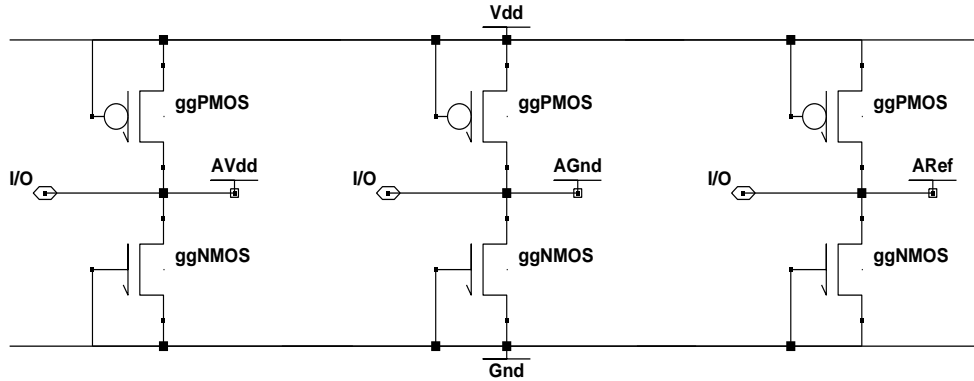 Vdd
ggPMOS ggPMOS ggPMOS
I/O AVdd I/O AGnd I/O ARef
ggNMOS ggNMOS ggNMOS
Gnd